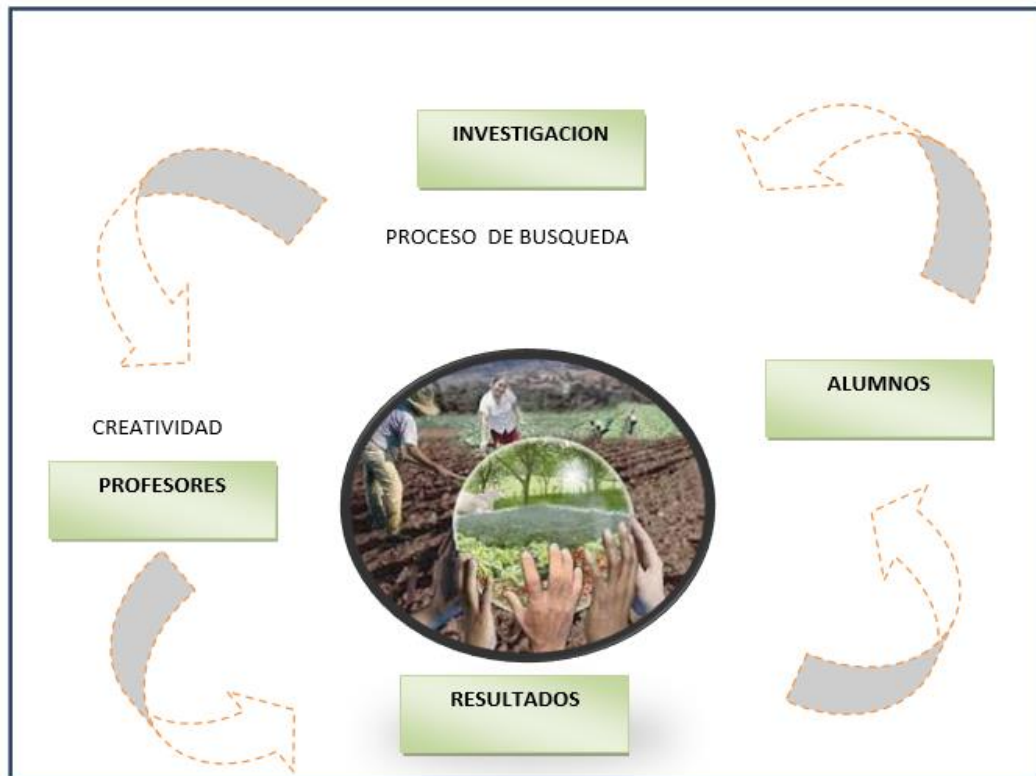 INVESTIGACION
PROCESO DE BUSQUEDA
ALUMNOS
CREATIVIDAD
PROFESORES
RESULTADOS